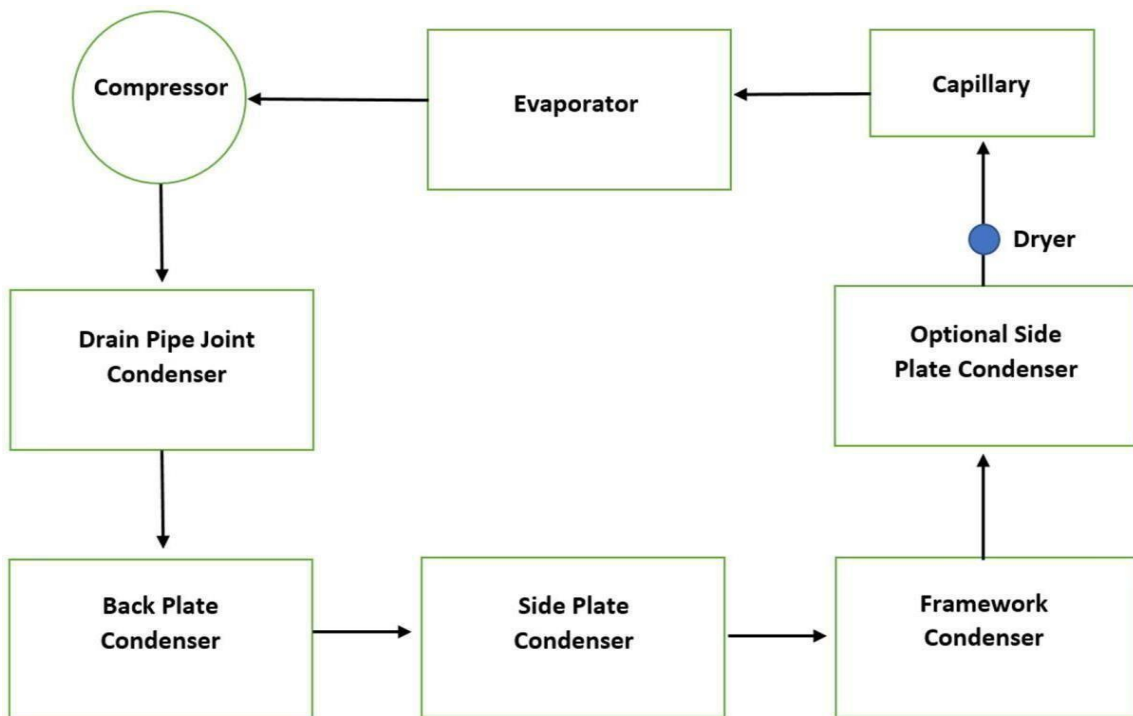 Compressor
Evaporator
Capillary
Dryer
Drain Pipe Joint
Condenser
Optional Side
Plate Condenser
Back Plate
Condenser
Side Plate
Condenser
Framework
Condenser